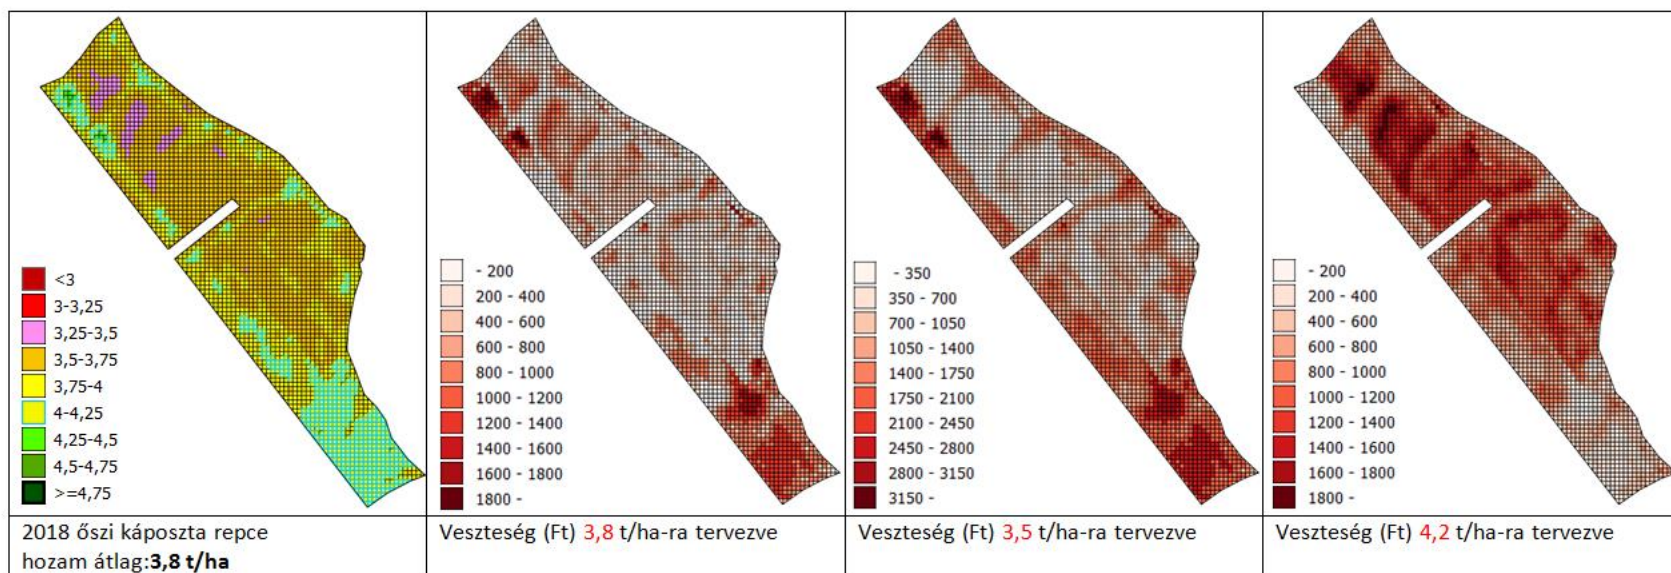 <3
3-3,25
3,25-3,5
3,5-3,75
3,75-4
4-4,25
4,25-4,5
4,5-4,75
>=4,75
2018 őszi káposzta repce
hozam átlag:3,8 t/ha
- 200
200 - 400
400 - 600
600 - 800
800 - 1000
1000 - 1200
1200 - 1400
1400 - 1600
1600 - 1800
1800 -
Veszteség (Ft) 3,8 t/ha-ra tervezve
- 350
350 - 700
700 - 1050
1050 - 1400
1400 - 1750
1750 - 2100
2100 - 2450
2450 - 2800
2800 - 3150
3150 -
Veszteség (Ft) 3,5 t/ha-ra tervezve
- 200
200 - 400
400 - 600
600 - 800
800 - 1000
1000 - 1200
1200 - 1400
1400 - 1600
1600 - 1800
1800 -
Veszteség (Ft) 4,2 t/ha-ra tervezve